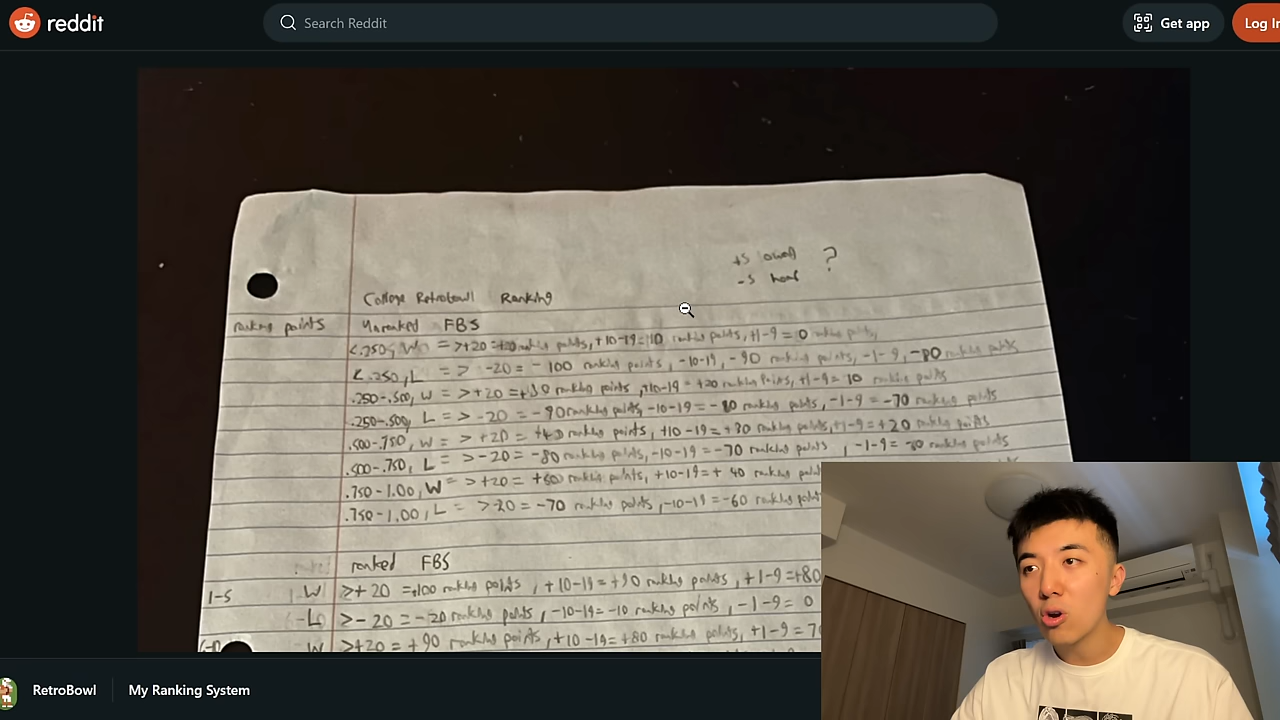 reddit
Search Reddit
Get app
Log In
+5
-5
?
College Retrobowl Ranking
ranking points
Unranked FBS
<.250, W = >+20 = ranking points, +10-19 = 10 ranking points, +1-9 = 0 ranking points,
<.250, L = > -20 = -100 ranking points, -10-19, -90 ranking points, -1-9, ranking points
.250-.500, W = >+20 = +30 ranking points, +10-19 = +20 ranking points, +1-9 = 10 ranking points
.250-.500, L = > -20 = -90 ranking points, -10-19 = -80 ranking points, -1-9 = -70 ranking points
.500-.750, W = > +20 = +40 ranking points, +10-19 = +30 ranking points, +1-9 = +20 ranking points
.500-.750, L = >-20 = -80 ranking points, -10-19 = -70 ranking points, -1-9 = ranking points
.750-1.00, W = >+20 = ranking points, +10-19 = + 40 ranking points
.750-1.00, L = >-20 = -70 ranking points, -10-19 = -60 ranking points
ranked FBS
1-5 W >+ 20 = +100 ranking points, +10-19 = +90 ranking points, +1-9 = +80
-L >- 20 = -20 ranking points, -10-19 = -10 ranking points, -1-9 = 0
W >+20 = +90 ranking points, +10-19 = +80 ranking points, +1-9 =
RetroBowl
My Ranking System